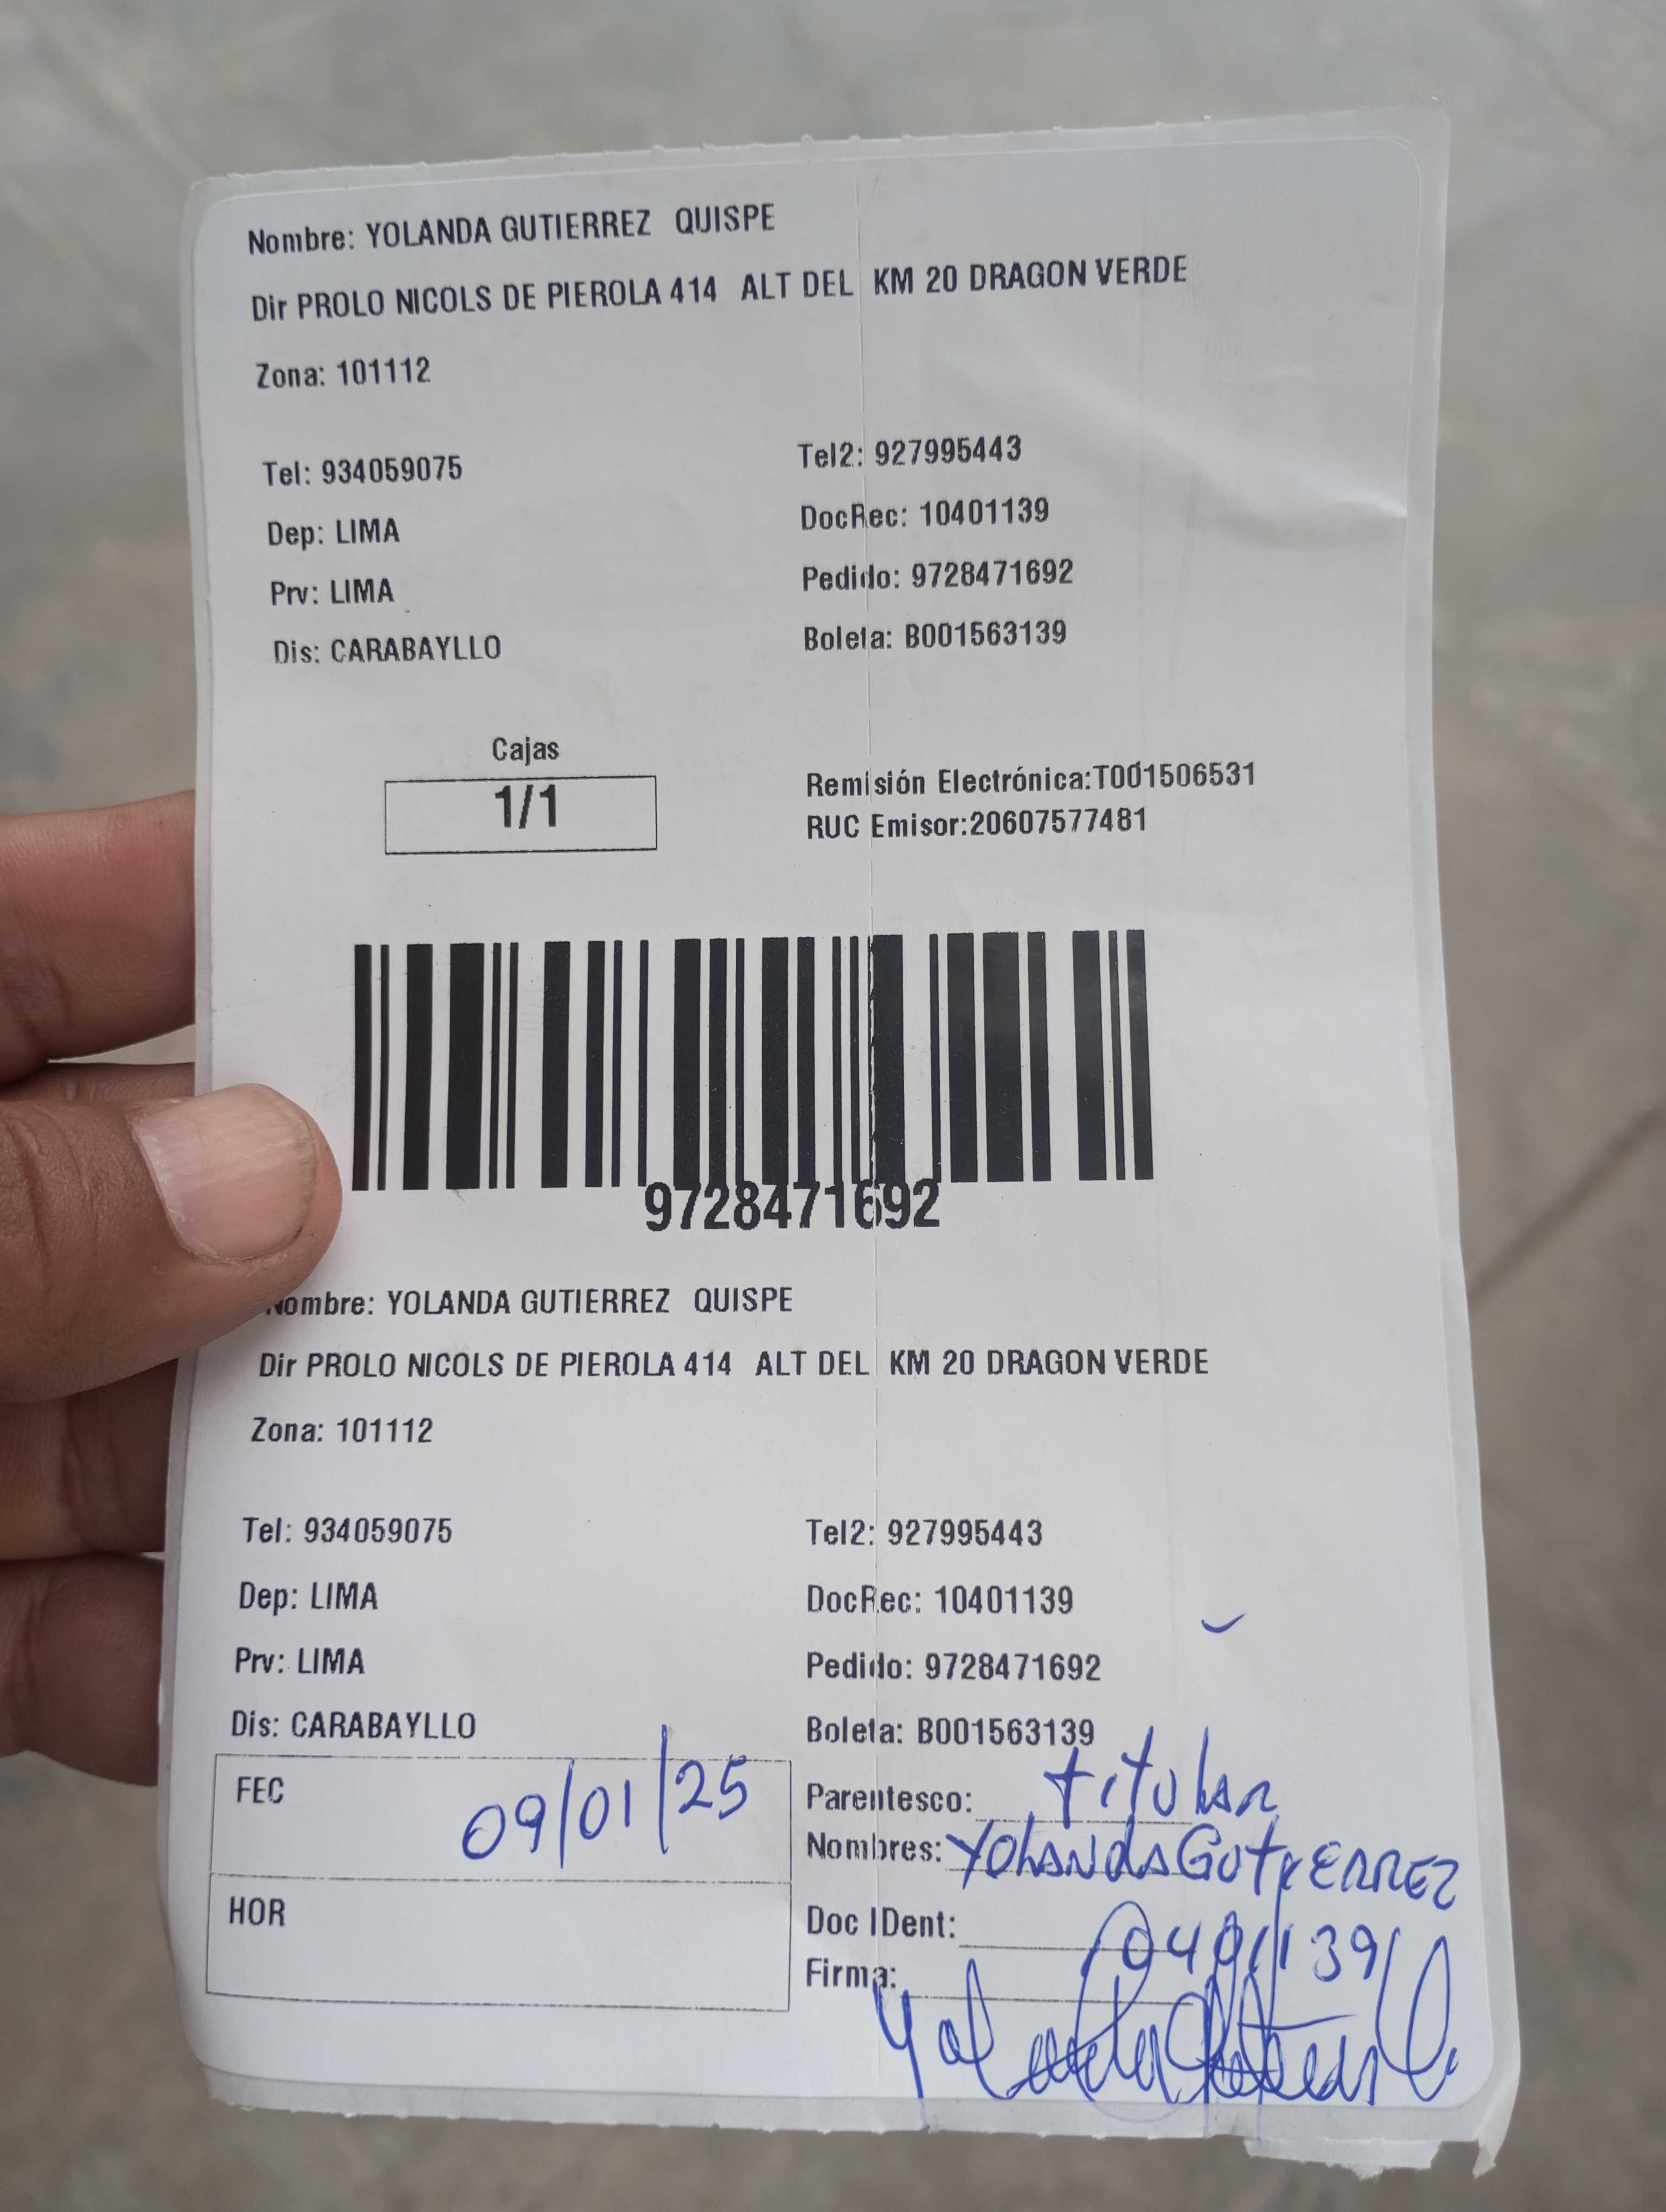 Nombre: YOLANDA GUTIERREZ QUISPE
Dir PROLO NICOLS DE PIEROLA 414 ALT DEL KM 20 DRAGON VERDE
Zona: 101112
Tel: 934059075 Tel2: 927995443
Dep: LIMA DocRec: 10401139
Prv: LIMA Pedido: 9728471692
Dis: CARABAYLLO Boleta: B001563139
Cajas
1/1
Remisión Electrónica:T001506531
RUC Emisor:20607577481
9728471692
Nombre: YOLANDA GUTIERREZ QUISPE
Dir PROLO NICOLS DE PIEROLA 414 ALT DEL KM 20 DRAGON VERDE
Zona: 101112
Tel: 934059075 Tel2: 927995443
Dep: LIMA DocRec: 10401139
Prv: LIMA Pedido: 9728471692
Dis: CARABAYLLO Boleta: B001563139
FEC 09/01/25
HOR
Parentesco: titular
Nombres: Yolanda GutiERREZ
Doc IDent: 10401139
Firma: